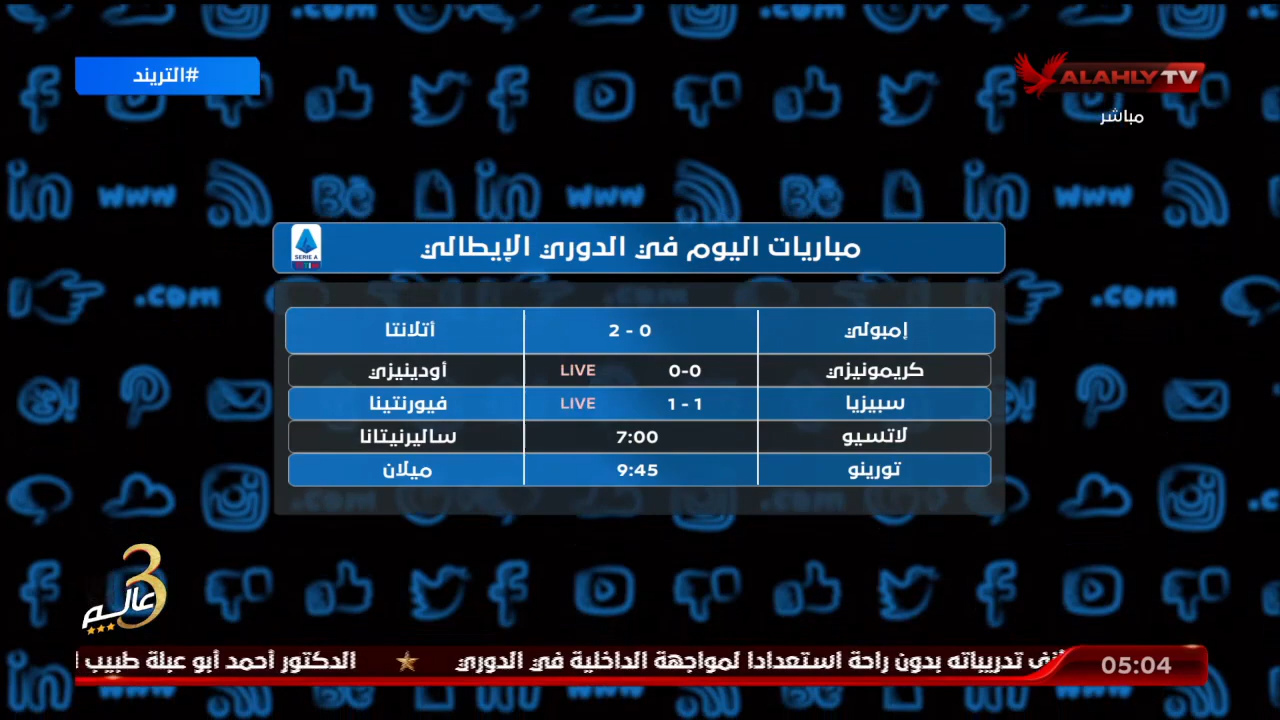 #التريند
ALAHLY TV
مباشر
مباريات اليوم في الدوري الإيطالي
SERIE A
إمبولي 0 - 2 أتلانتا
كريمونيزي 0-0 LIVE أودينيزي
سبيزيا 1 - 1 LIVE فيورنتينا
لاتسيو 7:00 ساليرنيتانا
تورينو 9:45 ميلان
3 عالم
تدريباته بدون راحة استعدادا لمواجهة الداخلية في الدوري
الدكتور أحمد أبو عبلة طبيب
05:04